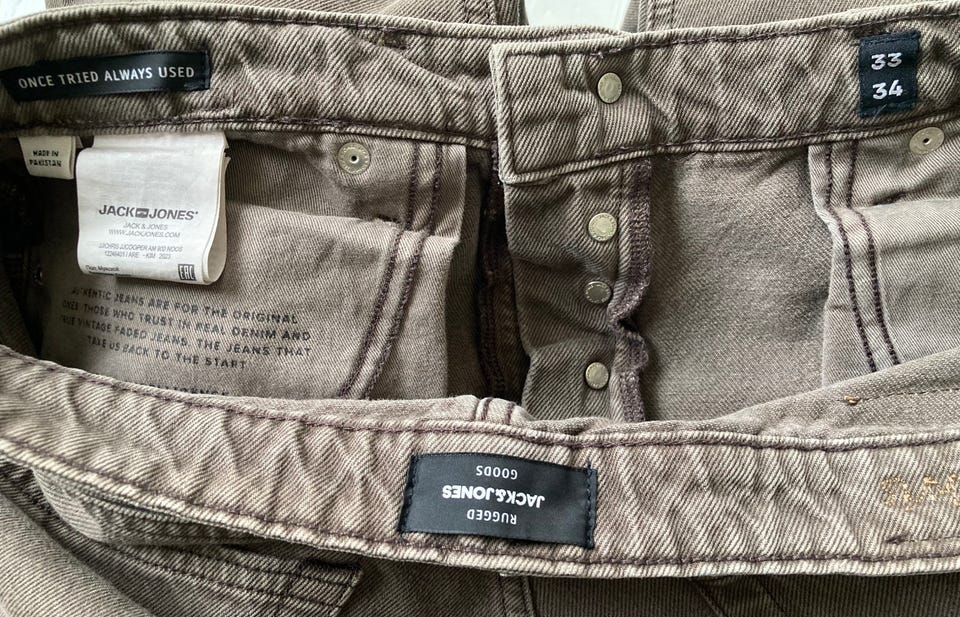 ONCE TRIED ALWAYS USED
33
34
MADE IN
PAKISTAN
JACK & JONES®
JACK & JONES
WWW.JACKJONES.COM
EAC
AUTHENTIC JEANS ARE FOR THE ORIGINAL
ONES. THOSE WHO TRUST IN REAL DENIM AND
TRUE VINTAGE FADED JEANS. THE JEANS THAT
TAKE US BACK TO THE START
RUGGED
JACK&JONES
GOODS